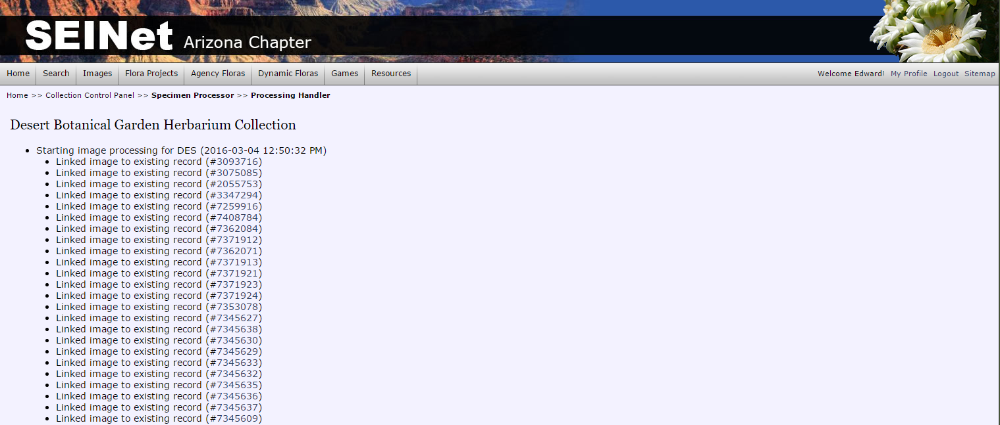 SEINet Arizona Chapter
Home Search Images Flora Projects Agency Floras Dynamic Floras Games Resources Welcome Edward! My Profile Logout Sitemap
Home >> Collection Control Panel >> Specimen Processor >> Processing Handler
Desert Botanical Garden Herbarium Collection
• Starting image processing for DES (2016-03-04 12:50:32 PM)
• Linked image to existing record (#3093716)
• Linked image to existing record (#3075085)
• Linked image to existing record (#2055753)
• Linked image to existing record (#3347294)
• Linked image to existing record (#7259916)
• Linked image to existing record (#7408784)
• Linked image to existing record (#7362084)
• Linked image to existing record (#7371912)
• Linked image to existing record (#7362071)
• Linked image to existing record (#7371913)
• Linked image to existing record (#7371921)
• Linked image to existing record (#7371923)
• Linked image to existing record (#7371924)
• Linked image to existing record (#7353078)
• Linked image to existing record (#7345627)
• Linked image to existing record (#7345638)
• Linked image to existing record (#7345630)
• Linked image to existing record (#7345629)
• Linked image to existing record (#7345633)
• Linked image to existing record (#7345632)
• Linked image to existing record (#7345635)
• Linked image to existing record (#7345636)
• Linked image to existing record (#7345637)
• Linked image to existing record (#7345609)